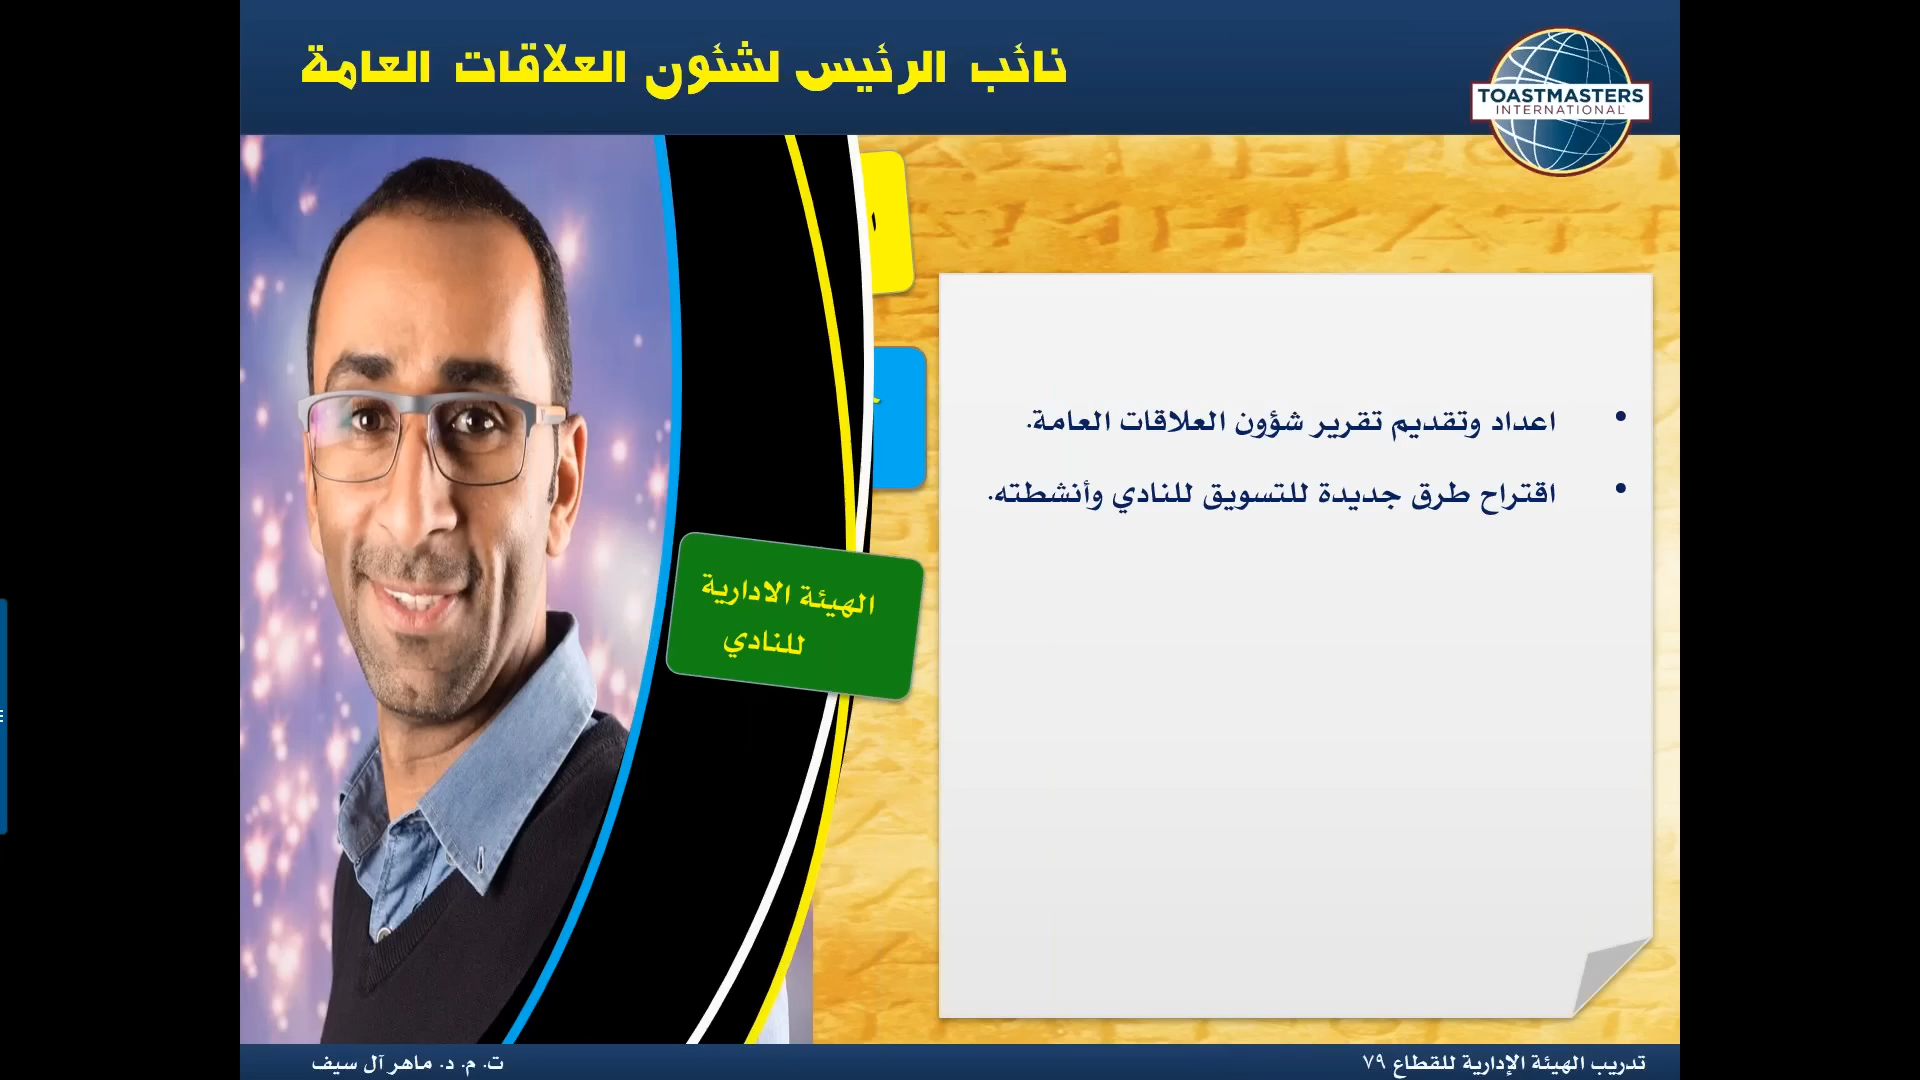 نائب الرئيس لشئون العلاقات العامة
TOASTMASTERS
INTERNATIONAL
اعداد وتقديم تقرير شؤون العلاقات العامة.
اقتراح طرق جديدة للتسويق للنادي وأنشطته.
الهيئة الادارية
للنادي
تدريب الهيئة الإدارية للقطاع ٧٩
ت. م. د. ماهر آل سيف